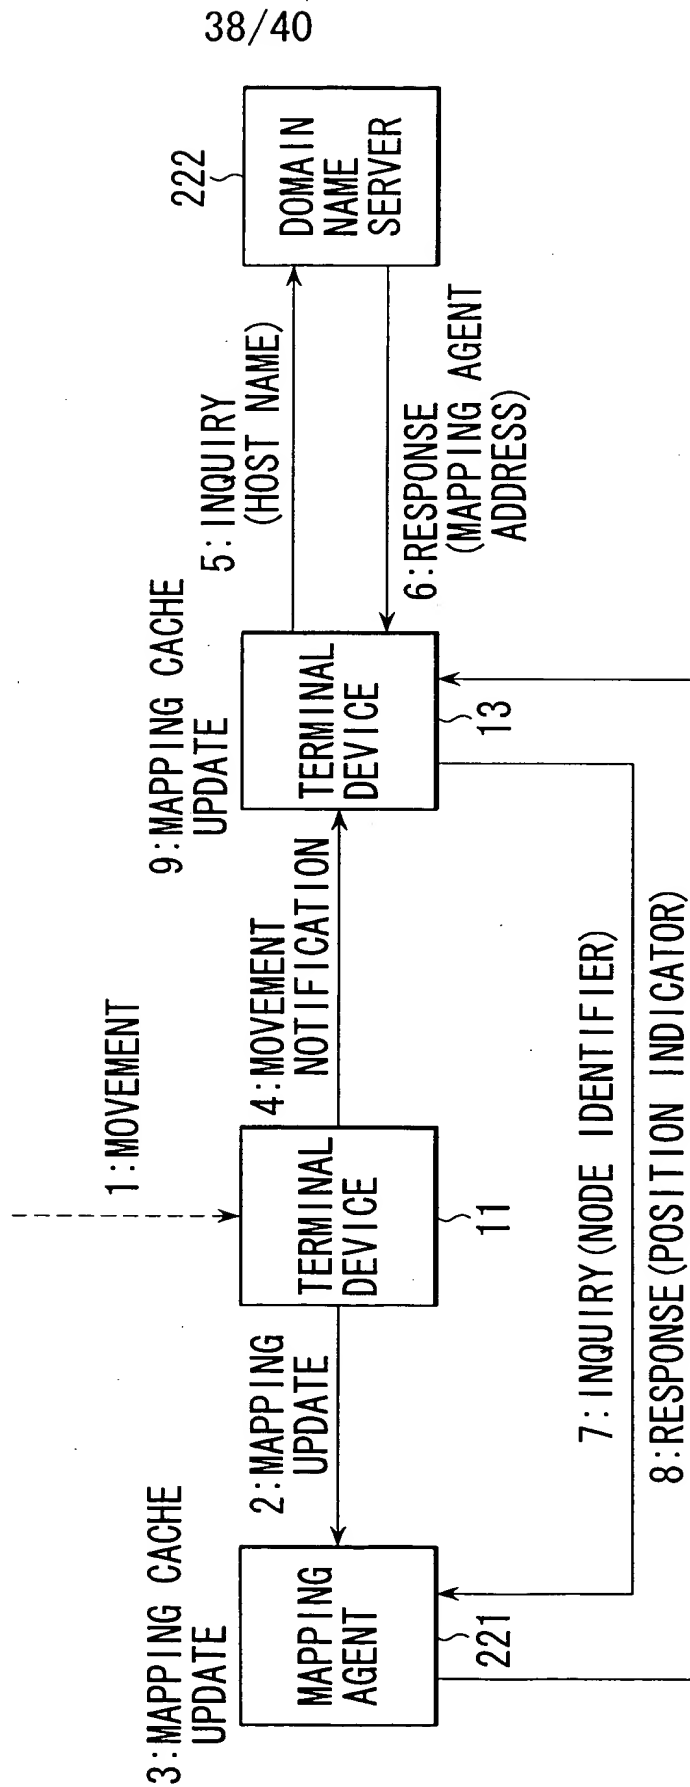 38/40
3:MAPPING CACHE
UPDATE
MAPPING
AGENT
221
2:MAPPING
UPDATE
1:MOVEMENT
TERMINAL
DEVICE
11
4:MOVEMENT
NOTIFICATION
9:MAPPING CACHE
UPDATE
TERMINAL
DEVICE
13
5:INQUIRY
(HOST NAME)
6:RESPONSE
(MAPPING AGENT
ADDRESS)
222
DOMAIN
NAME
SERVER
7:INQUIRY(NODE IDENTIFIER)
8:RESPONSE(POSITION INDICATOR)